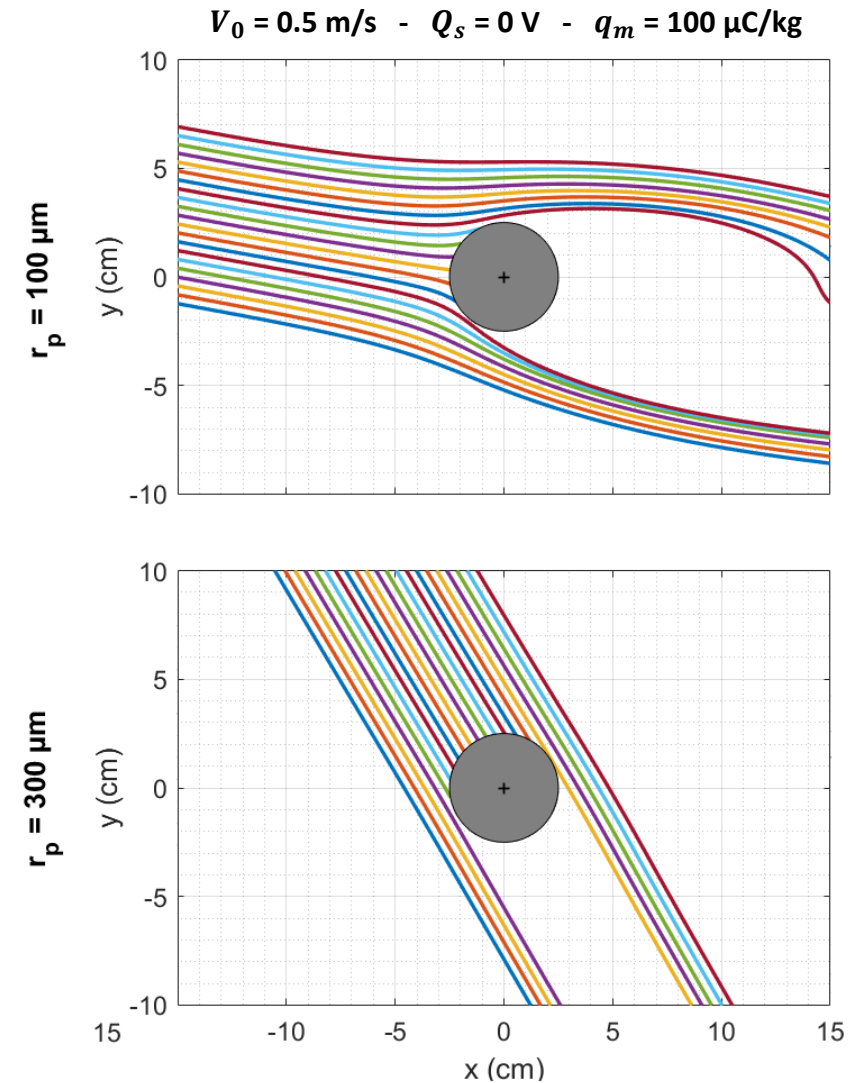 V₀ = 0.5 m/s - Qₛ = 0 V - qₘ = 100 µC/kg
rₚ = 100 µm
y (cm)
10
5
0
-5
-10
rₚ = 300 µm
y (cm)
10
5
0
-5
-10
15 -10 -5 0 5 10 15
x (cm)